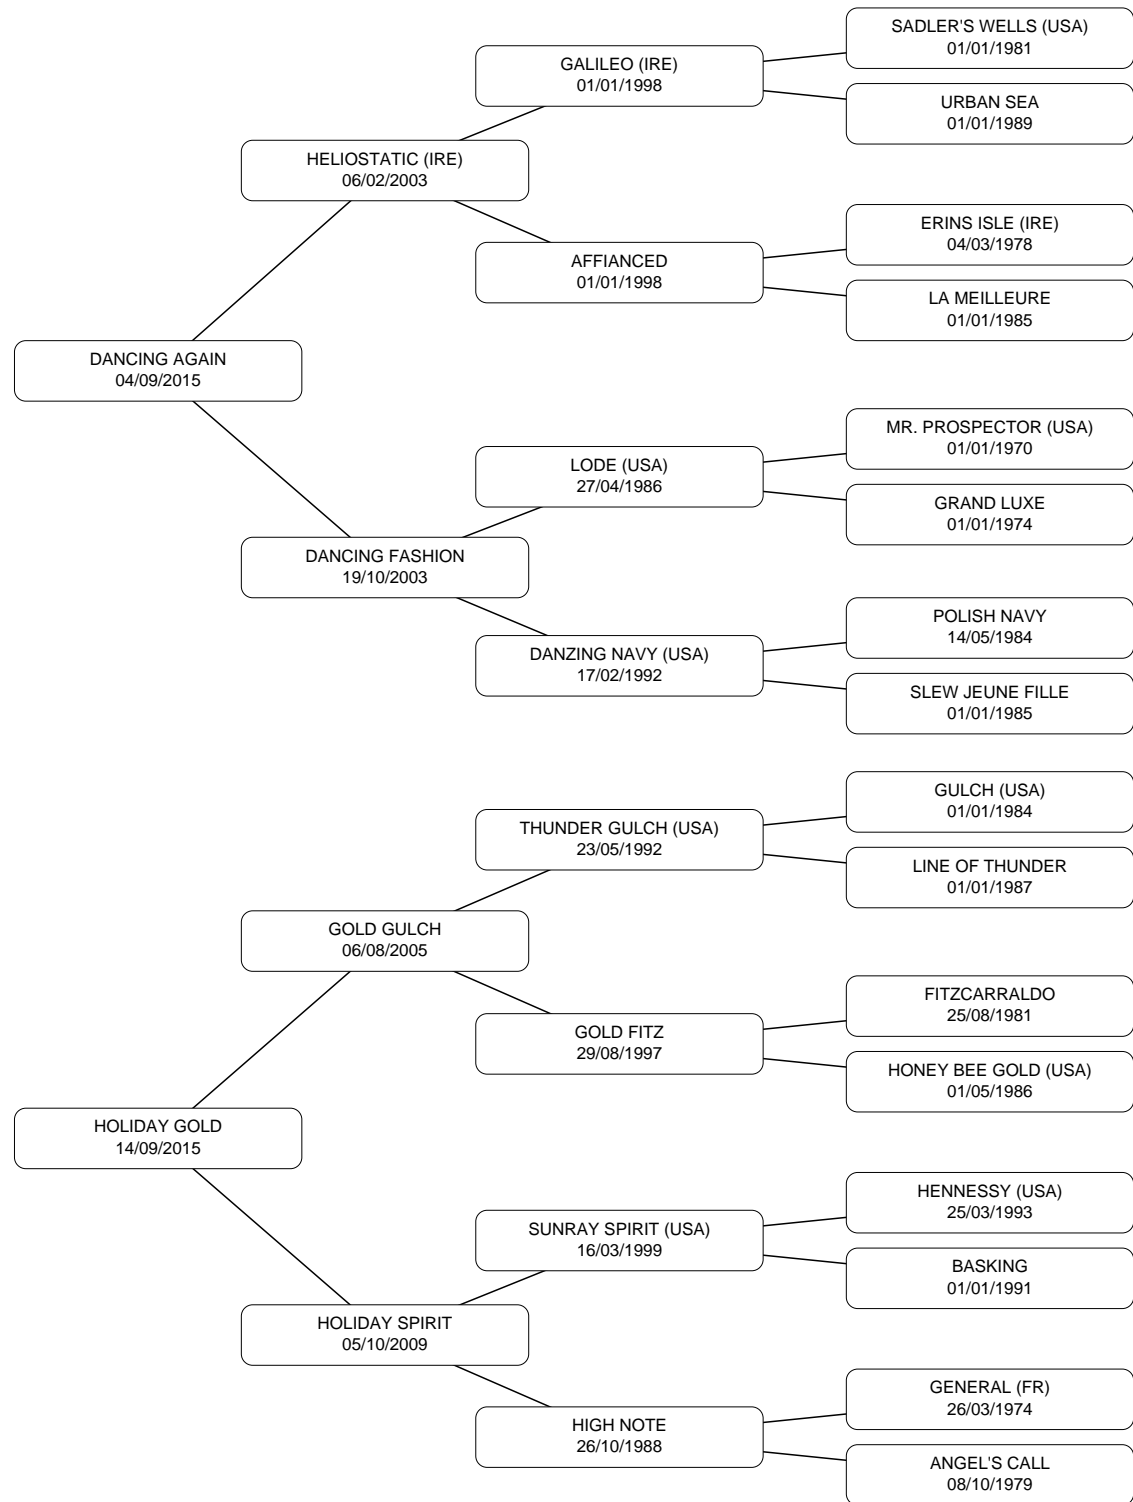 SADLER'S WELLS (USA)
01/01/1981
GALILEO (IRE)
01/01/1998
URBAN SEA
01/01/1989
HELIOSTATIC (IRE)
06/02/2003
ERINS ISLE (IRE)
04/03/1978
AFFIANCED
01/01/1998
LA MEILLEURE
01/01/1985
DANCING AGAIN
04/09/2015
MR. PROSPECTOR (USA)
01/01/1970
LODE (USA)
27/04/1986
GRAND LUXE
01/01/1974
DANCING FASHION
19/10/2003
POLISH NAVY
14/05/1984
DANZING NAVY (USA)
17/02/1992
SLEW JEUNE FILLE
01/01/1985
GULCH (USA)
01/01/1984
THUNDER GULCH (USA)
23/05/1992
LINE OF THUNDER
01/01/1987
GOLD GULCH
06/08/2005
FITZCARRALDO
25/08/1981
GOLD FITZ
29/08/1997
HONEY BEE GOLD (USA)
01/05/1986
HOLIDAY GOLD
14/09/2015
HENNESSY (USA)
25/03/1993
SUNRAY SPIRIT (USA)
16/03/1999
BASKING
01/01/1991
HOLIDAY SPIRIT
05/10/2009
GENERAL (FR)
26/03/1974
HIGH NOTE
26/10/1988
ANGEL'S CALL
08/10/1979